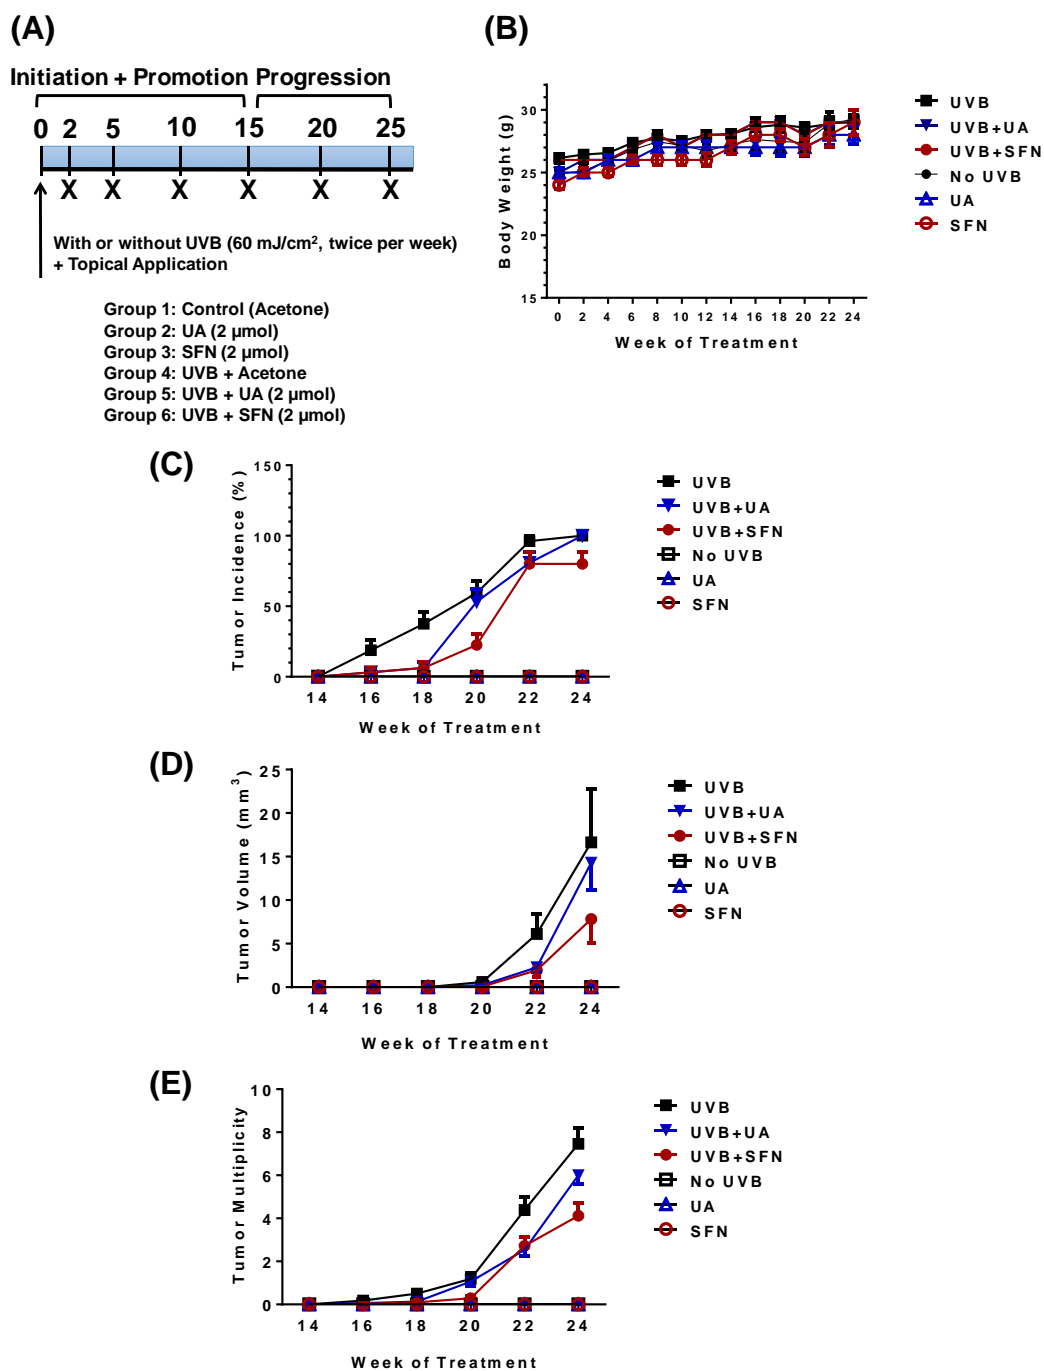 (A)
Initiation + Promotion Progression
0 2 5 10 15 20 25
X X X X X X
With or without UVB (60 mJ/cm², twice per week)
+ Topical Application
Group 1: Control (Acetone)
Group 2: UA (2 µmol)
Group 3: SFN (2 µmol)
Group 4: UVB + Acetone
Group 5: UVB + UA (2 µmol)
Group 6: UVB + SFN (2 µmol)
(B)
Body Weight (g)
30
25
20
15
0 2 4 6 8 10 12 14 16 18 20 22 24
Week of Treatment
UVB
UVB+UA
UVB+SFN
No UVB
UA
SFN
(C)
Tumor Incidence (%)
150
100
50
0
14 16 18 20 22 24
Week of Treatment
UVB
UVB+UA
UVB+SFN
No UVB
UA
SFN
(D)
Tumor Volume (mm³)
25
20
15
10
5
0
14 16 18 20 22 24
Week of Treatment
UVB
UVB+UA
UVB+SFN
No UVB
UA
SFN
(E)
Tumor Multiplicity
10
8
6
4
2
0
14 16 18 20 22 24
Week of Treatment
UVB
UVB+UA
UVB+SFN
No UVB
UA
SFN